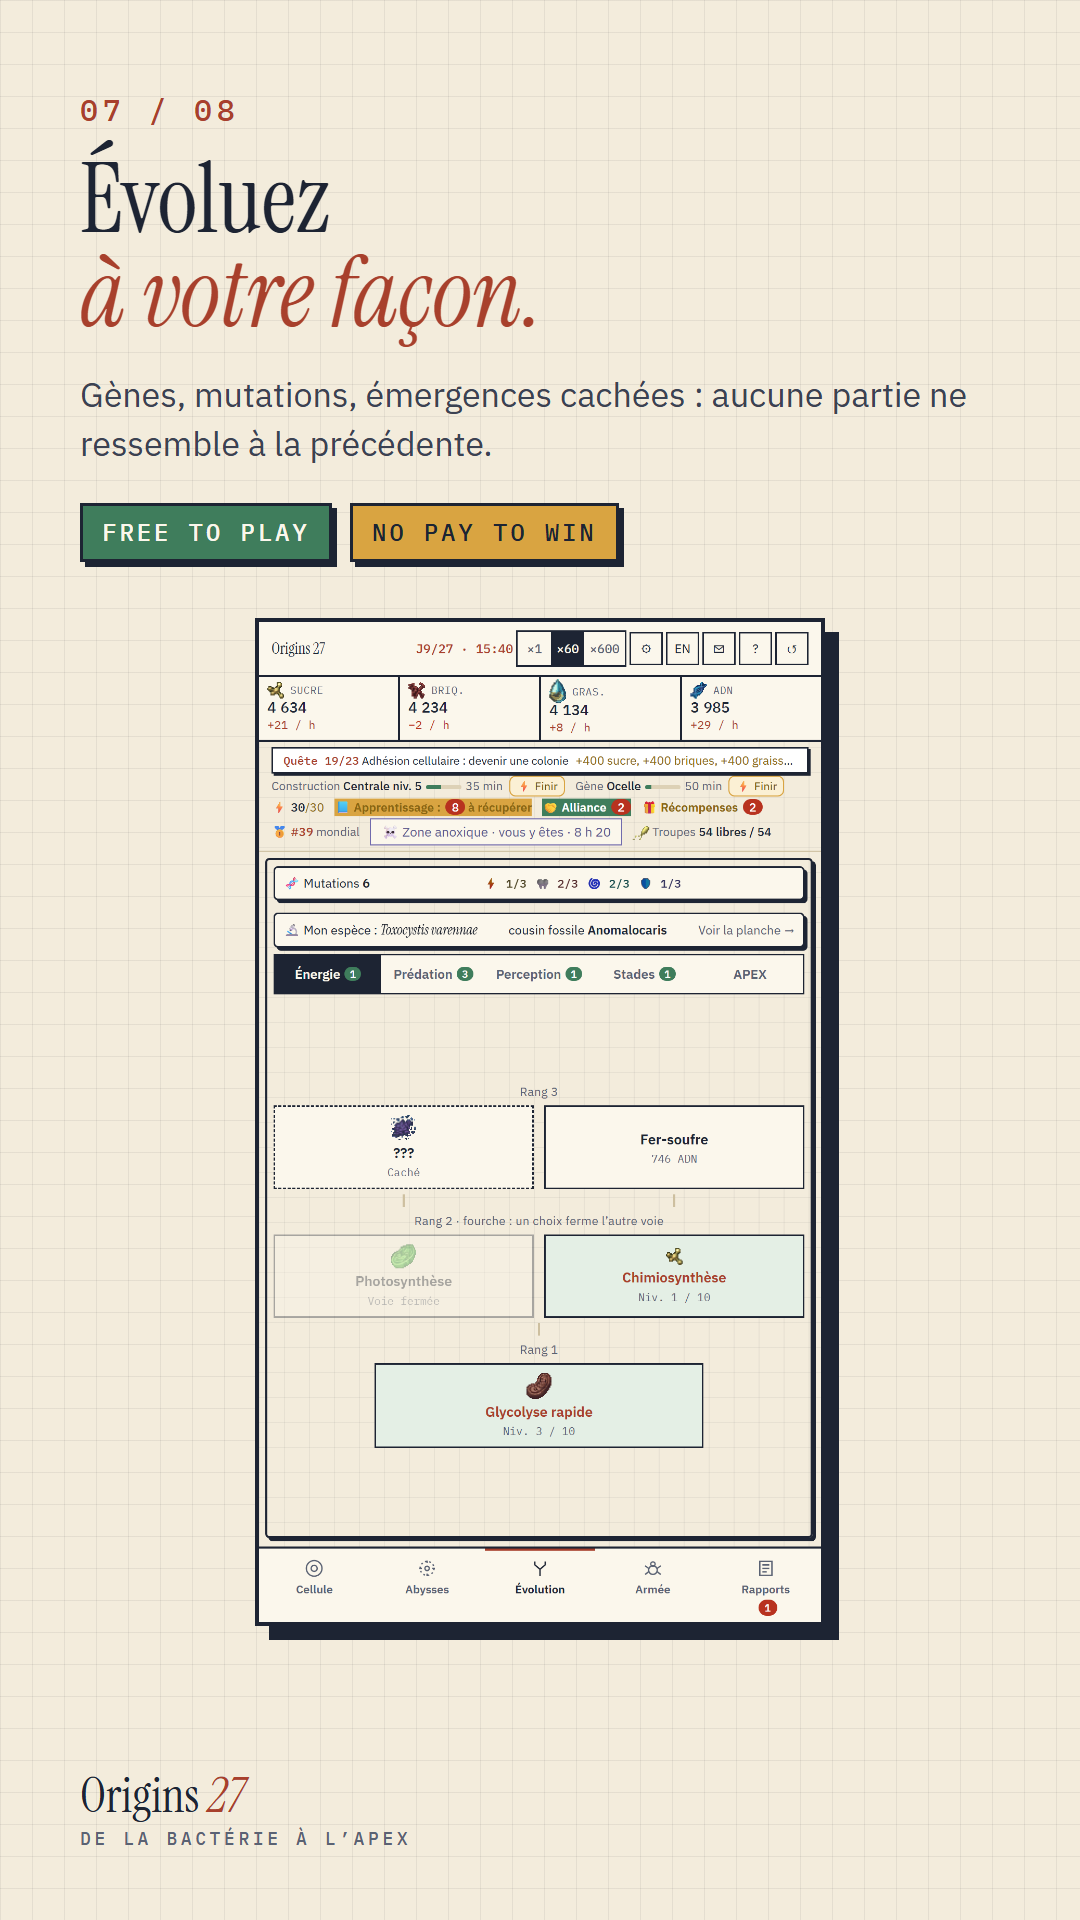 07 / 08
Évoluez
à votre façon.
Gènes, mutations, émergences cachées : aucune partie ne
ressemble à la précédente.
FREE TO PLAY NO PAY TO WIN
Origins 27 J9/27 · 15:40 ×1 ×60 ×600 EN ?
SUCRE BRIQ. GRAS. ADN
4 634 4 234 4 134 3 985
+21 / h −2 / h +8 / h +29 / h
Quête 19/23 Adhésion cellulaire : devenir une colonie +400 sucre, +400 briques, +400 graiss...
Construction Centrale niv. 5 35 min Finir Gène Ocelle 50 min Finir
30/30 Apprentissage : 8 à récupérer Alliance 2 Récompenses 2
#39 mondial Zone anoxique · vous y êtes · 8 h 20 Troupes 54 libres / 54
Mutations 6 1/3 2/3 2/3 1/3
Mon espèce : Toxocystis varennae cousin fossile Anomalocaris Voir la planche →
Énergie 1 Prédation 3 Perception 1 Stades 1 APEX
Rang 3
??? Fer-soufre
Caché 746 ADN
Rang 2 · fourche : un choix ferme l’autre voie
Photosynthèse Chimiosynthèse
Voie fermée Niv. 1 / 10
Rang 1
Glycolyse rapide
Niv. 3 / 10
Cellule Abysses Évolution Armée Rapports
1
Origins 27
DE LA BACTÉRIE À L’APEX